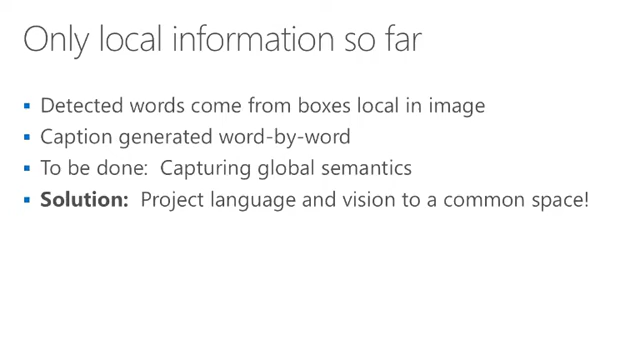 Only local information so far
▪ Detected words come from boxes local in image
▪ Caption generated word-by-word
▪ To be done: Capturing global semantics
▪ Solution: Project language and vision to a common space!